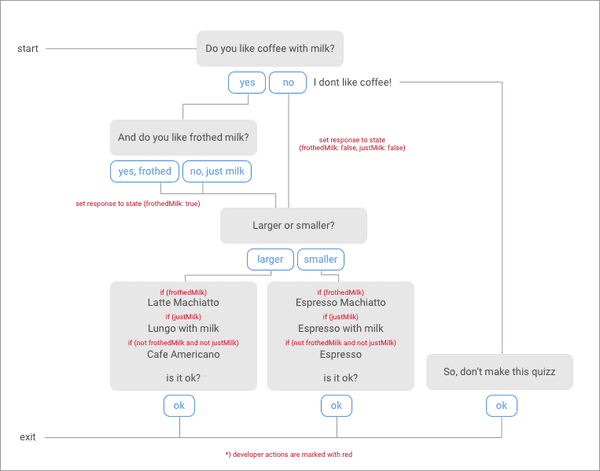 start
Do you like coffee with milk?
yes
no
I dont like coffee!
And do you like frothed milk?
set response to state
(frothedMilk: false, justMilk: false)
yes, frothed
no, just milk
set response to state (frothedMilk: true)
Larger or smaller?
larger
smaller
if (frothedMilk)
Latte Machiatto
if (justMilk)
Lungo with milk
if (not frothedMilk and not justMilk)
Cafe Americano
is it ok?
if (frothedMilk)
Espresso Machiatto
if (justMilk)
Espresso with milk
if (not frothedMilk and not justMilk)
Espresso
is it ok?
So, don't make this quizz
ok
ok
ok
exit
*) developer actions are marked with red